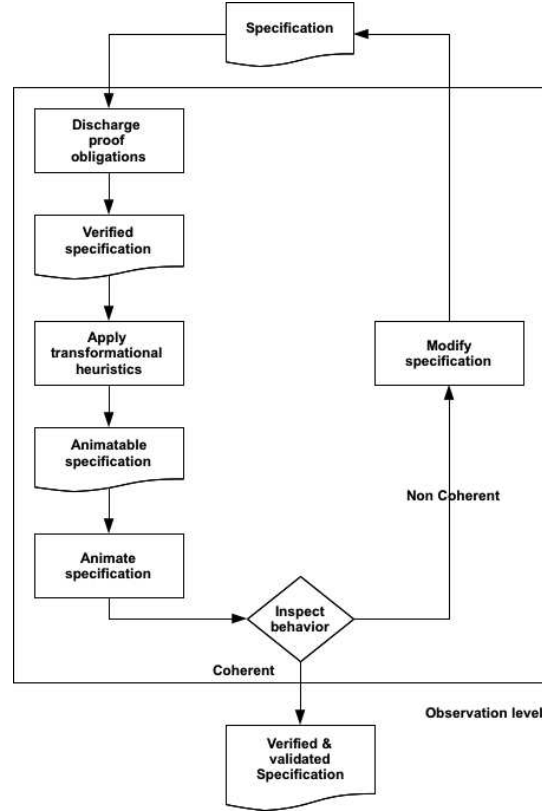 Specification
Discharge
proof
obligations
Verified
specification
Apply
transformational
heuristics
Modify
specification
Animatable
specification
Non Coherent
Animate
specification
Inspect
behavior
Coherent
Observation level
Verified &
validated
Specification